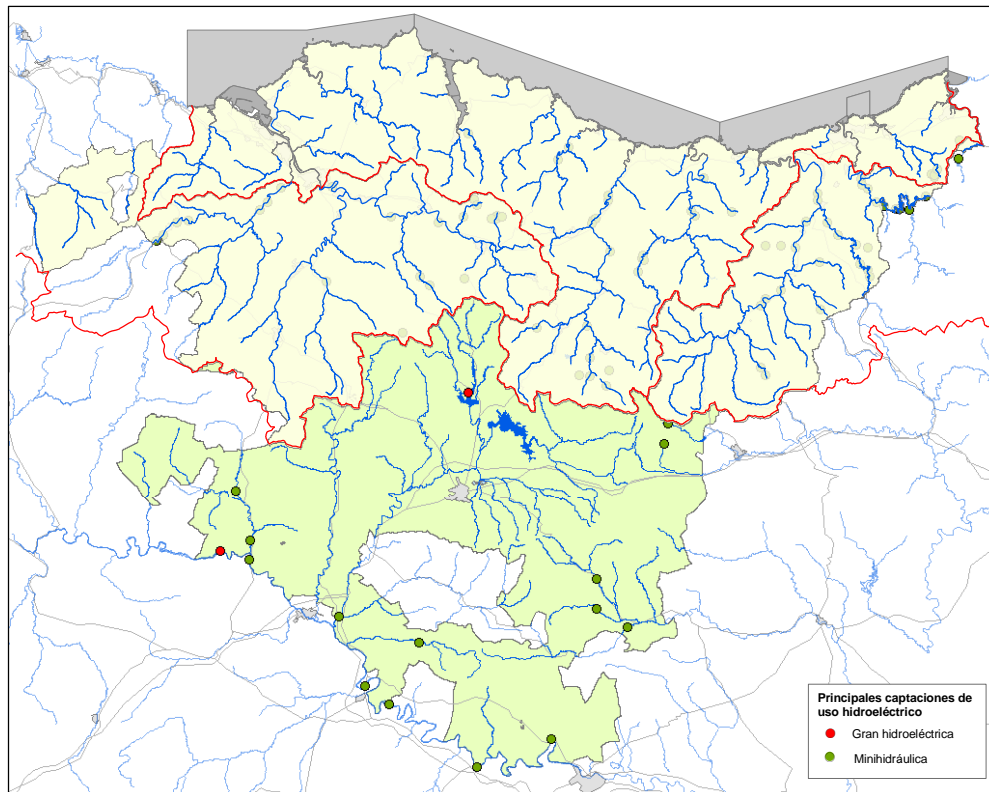 Principales captaciones de
uso hidroeléctrico
Gran hidroeléctrica
Minihidráulica